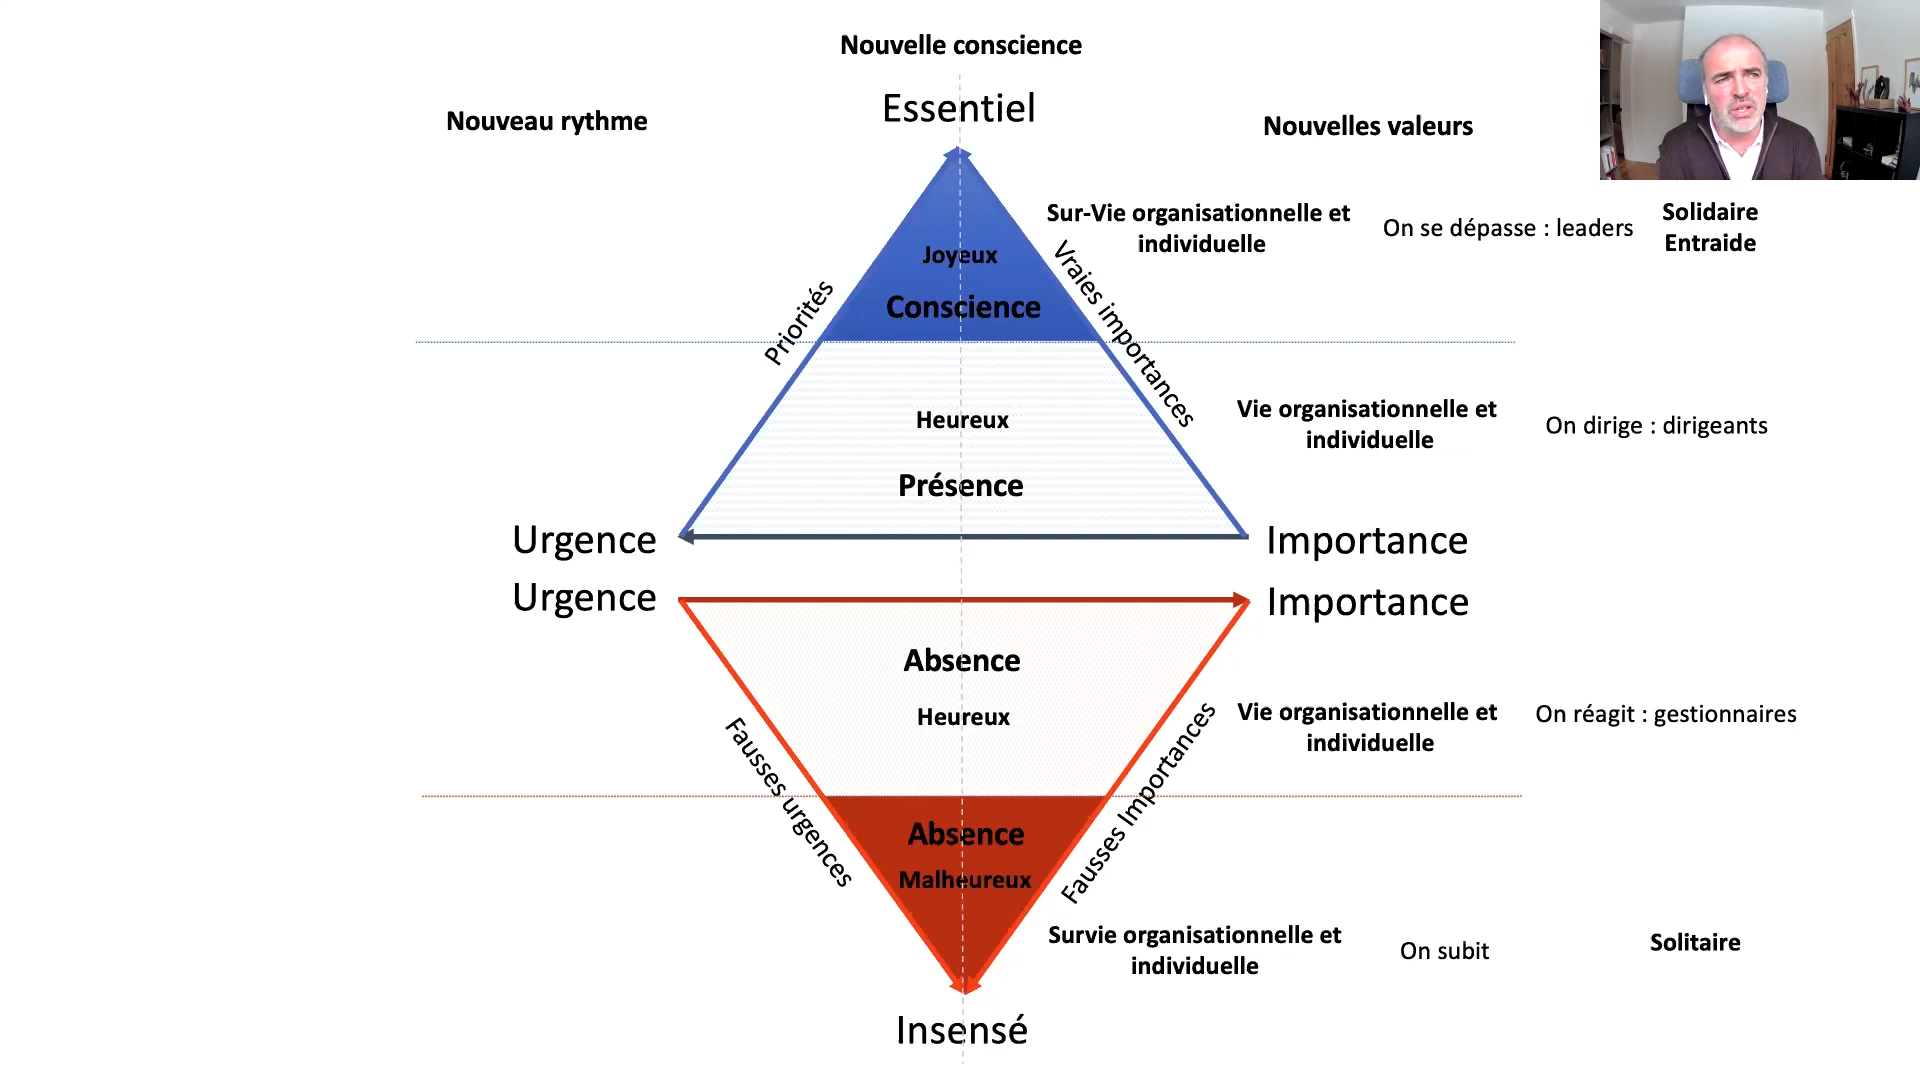 Nouvelle conscience
Essentiel
Nouveau rythme
Nouvelles valeurs
Sur-Vie organisationnelle et
individuelle
On se dépasse : leaders
Solidaire
Entraide
Joyeux
Conscience
Priorités
Vraies importances
Heureux
Présence
Vie organisationnelle et
individuelle
On dirige : dirigeants
Urgence
Importance
Urgence
Importance
Absence
Heureux
Vie organisationnelle et
individuelle
On réagit : gestionnaires
Fausses urgences
Fausses Importances
Absence
Malheureux
Survie organisationnelle et
individuelle
On subit
Solitaire
Insensé